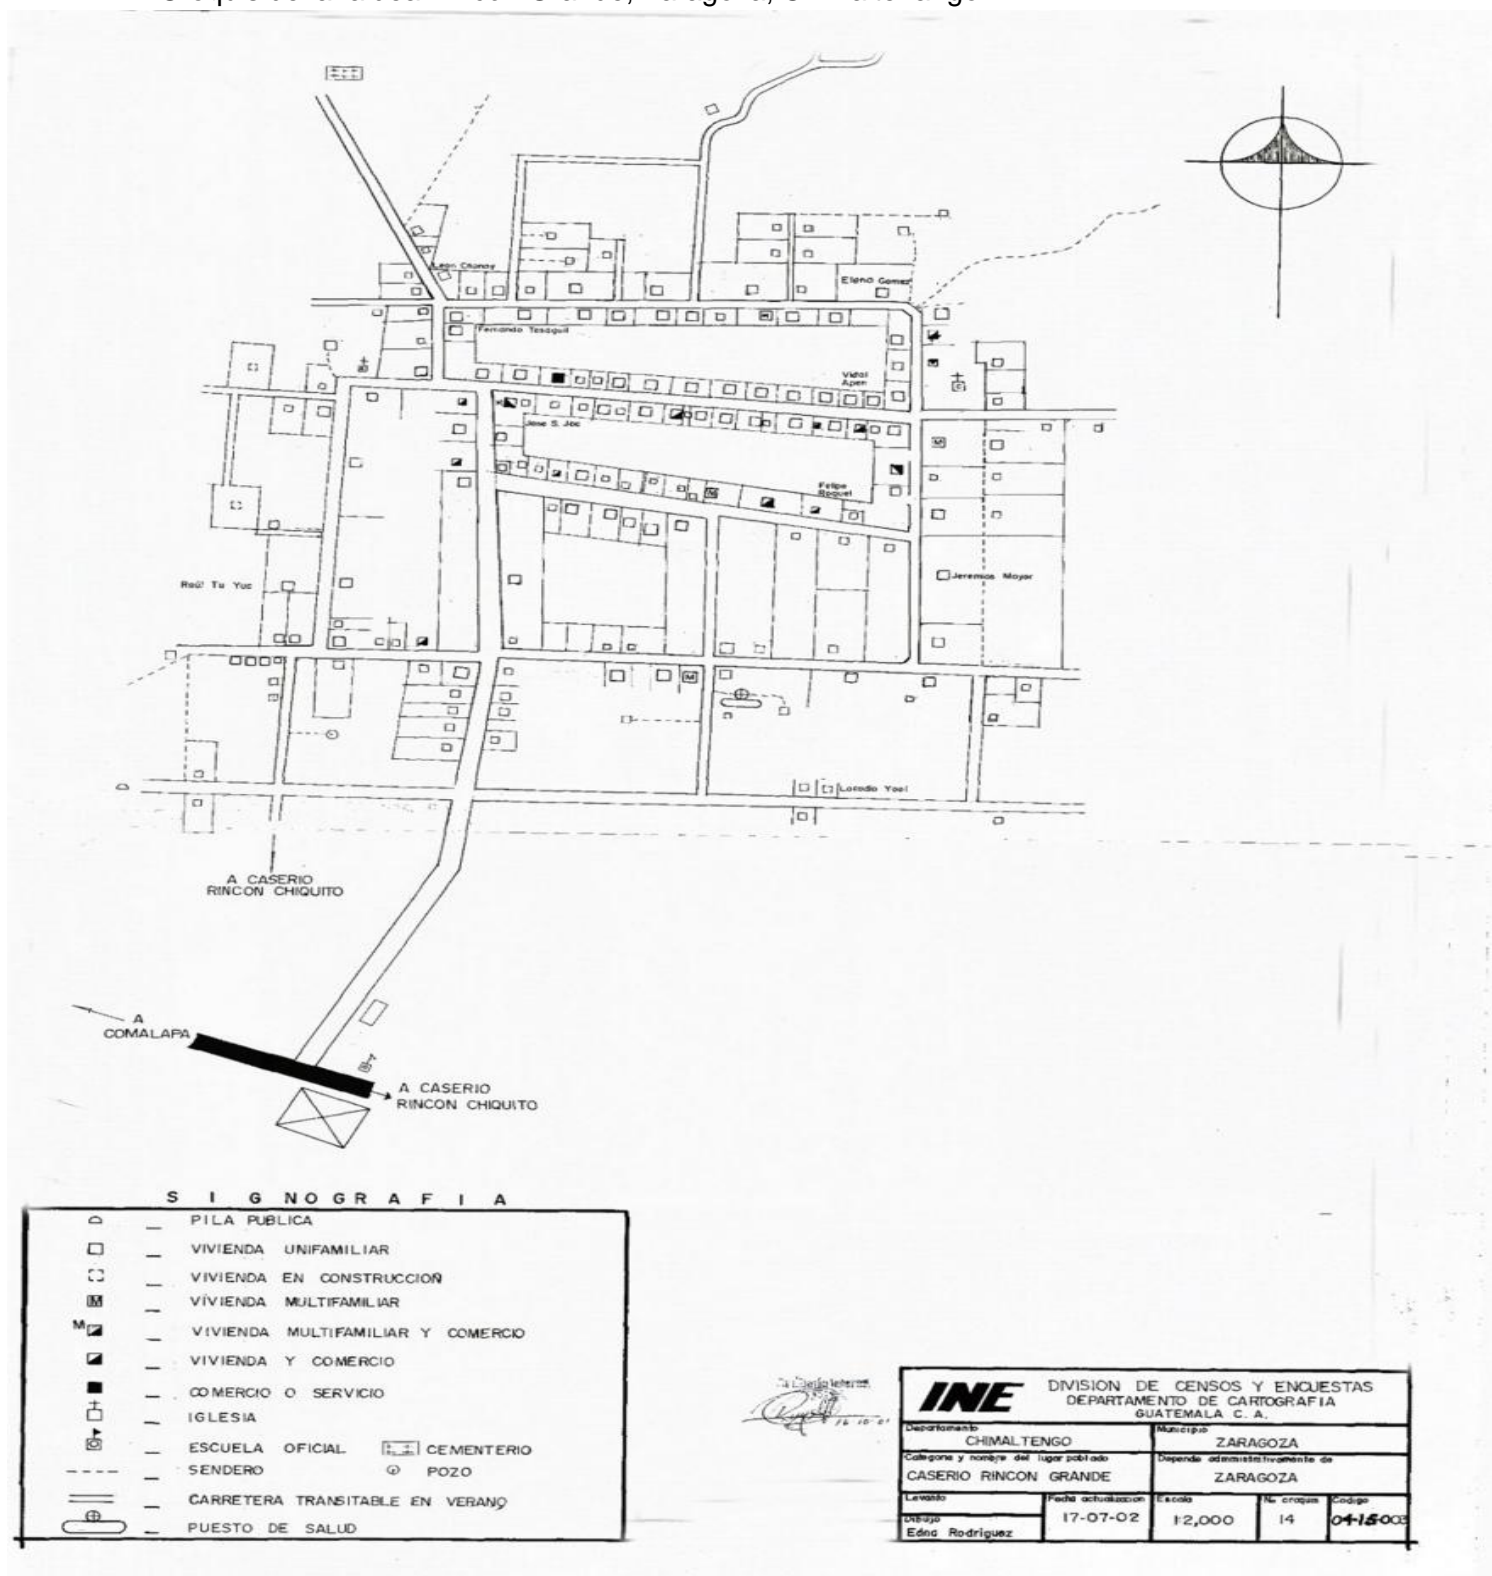 Leon Chonoy
Elena Gomez
Fernando Tesaguil
Vidal
Apen
Jose S. Joc
Felipe
Roquel
Raúl Tu Yuc
Jeremias Mayor
M
M
M
M
A CASERIO
RINCON CHIQUITO
A
COMALAPA
A CASERIO
RINCON CHIQUITO
S I G N O G R A F I A
PILA PUBLICA
VIVIENDA UNIFAMILIAR
VIVIENDA EN CONSTRUCCION
M VIVIENDA MULTIFAMILIAR
M VIVIENDA MULTIFAMILIAR Y COMERCIO
VIVIENDA Y COMERCIO
COMERCIO O SERVICIO
IGLESIA
ESCUELA OFICIAL CEMENTERIO
SENDERO POZO
CARRETERA TRANSITABLE EN VERANO
PUESTO DE SALUD
INE
DIVISION DE CENSOS Y ENCUESTAS
DEPARTAMENTO DE CARTOGRAFIA
GUATEMALA C. A.
Departamento
CHIMALTENGO
Municipio
ZARAGOZA
Categoria y nombre del lugar poblado
CASERIO RINCON GRANDE
Depende administrativamente de
ZARAGOZA
Levanto
Dibujo
Edna Rodriguez
Fecha actualizacion
17-07-02
Escala
1:2,000
No. croquis
14
Codigo
04-15-003